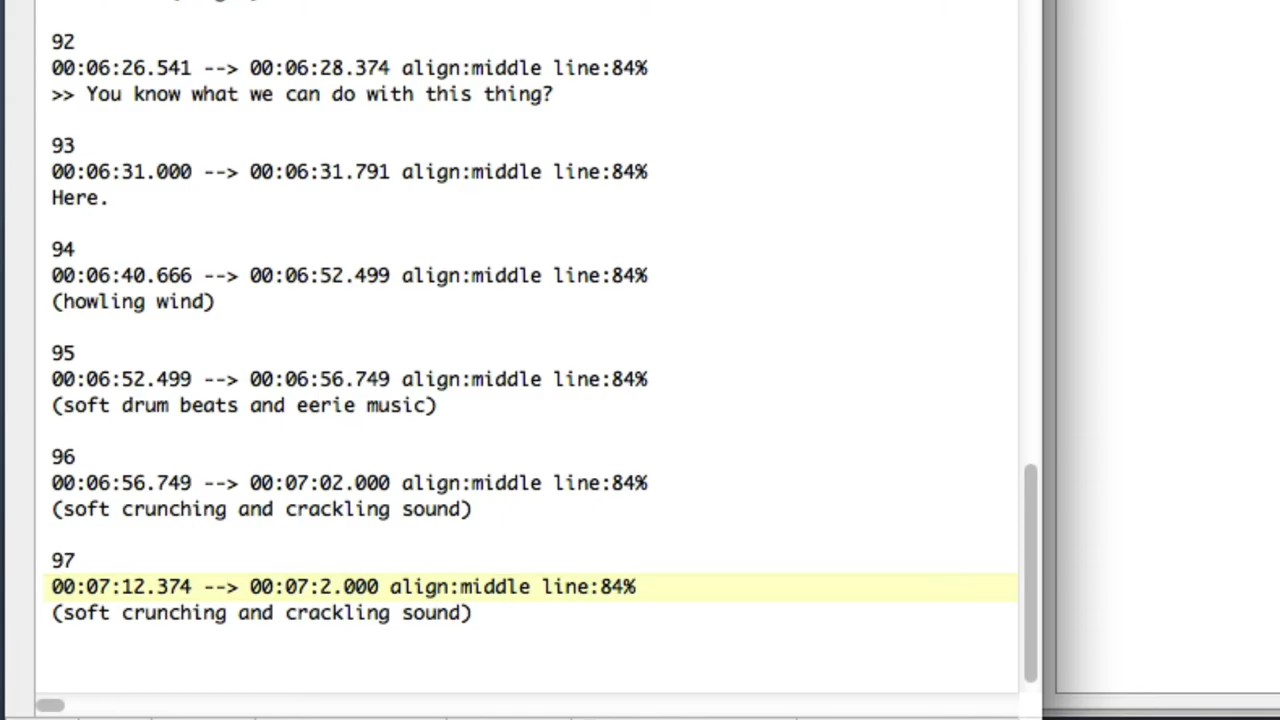 92
00:06:26.541 --> 00:06:28.374 align:middle line:84%
>> You know what we can do with this thing?
93
00:06:31.000 --> 00:06:31.791 align:middle line:84%
Here.
94
00:06:40.666 --> 00:06:52.499 align:middle line:84%
(howling wind)
95
00:06:52.499 --> 00:06:56.749 align:middle line:84%
(soft drum beats and eerie music)
96
00:06:56.749 --> 00:07:02.000 align:middle line:84%
(soft crunching and crackling sound)
97
00:07:12.374 --> 00:07:2.000 align:middle line:84%
(soft crunching and crackling sound)